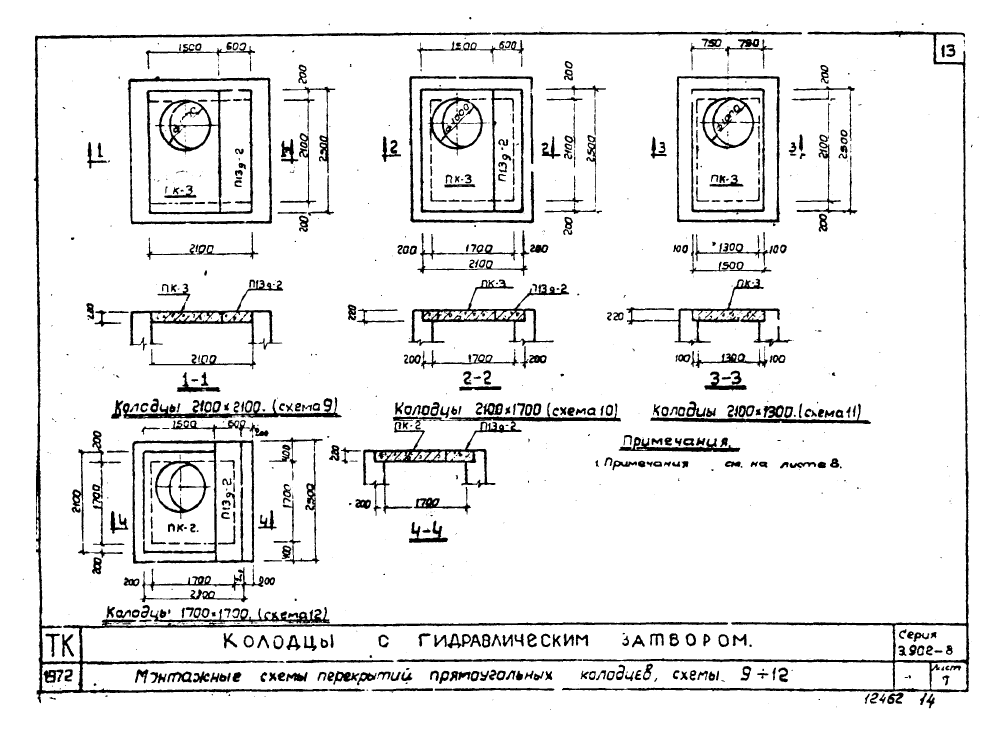 13
1500 600
200
2100
2500
200
1
ПК-3
П13д-2
2100
1500 600
200
2100
2500
200
2 2
ø1000
ПК-3
П13д-2
200 1700 200
2100
750 750
200
2100
2500
200
3 3
ø1000
ПК-3
100 1300 100
1500
ПК-3 П13д-2
220
2100
1-1
Колодцы 2100×2100. (схема 9)
ПК-3 П13д-2
220
200 1700 200
2-2
Колодцы 2100×1700 (схема 10)
ПК-3
220
100 1300 100
3-3
Колодцы 2100×1300. (схема 11)
1500 600 200
200
2100
1700
200
400
1700
2500
400
4 4
ПК-2.
П13д-2
200 1700 200
Колодцы 1700×1700. (схема 12)
ПК-2 П13д-2
220
200 1700
4-4
Примечания.
1. Примечания см. на листе 8.
ТК
КОЛОДЦЫ С ГИДРАВЛИЧЕСКИМ ЗАТВОРОМ.
Серия
3.902-8
1972
Монтажные схемы перекрытий прямоугольных колодцев, схемы 9÷12
Лист
12462 14